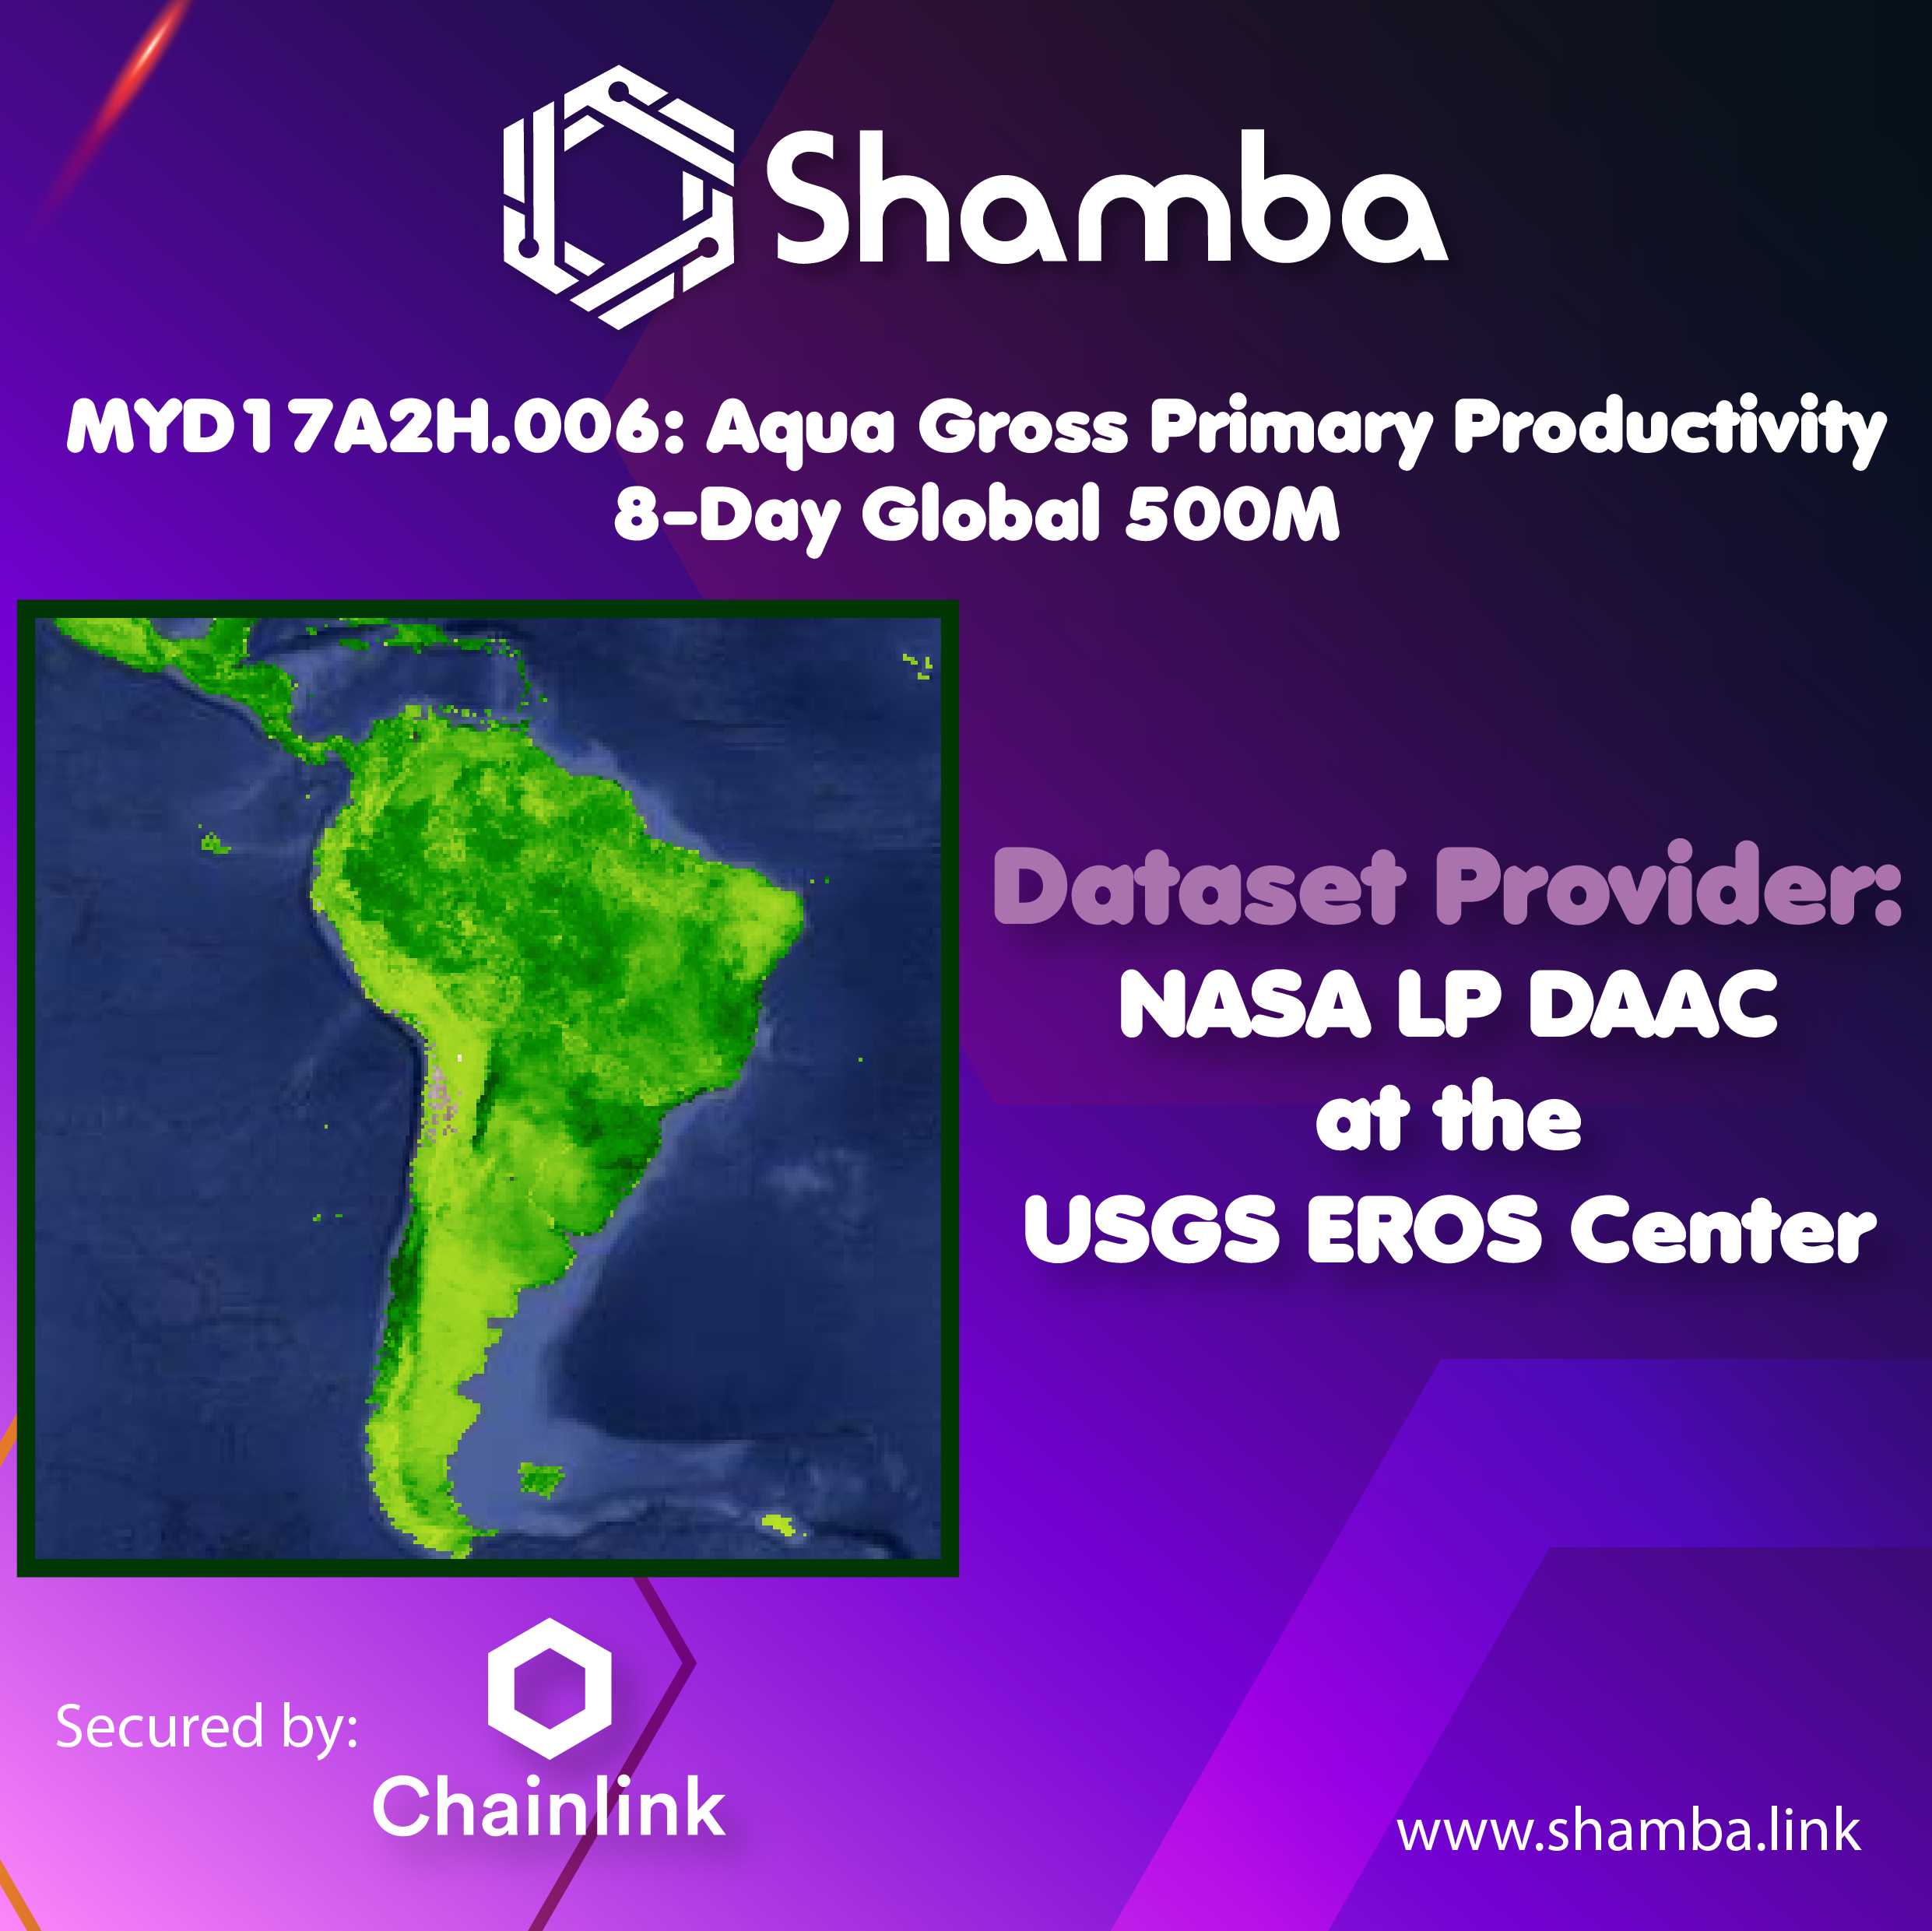 Shamba
MYD17A2H.006: Aqua Gross Primary Productivity
8-Day Global 500M
Dataset Provider:
NASA LP DAAC
at the
USGS EROS Center
Secured by:
Chainlink
www.shamba.link